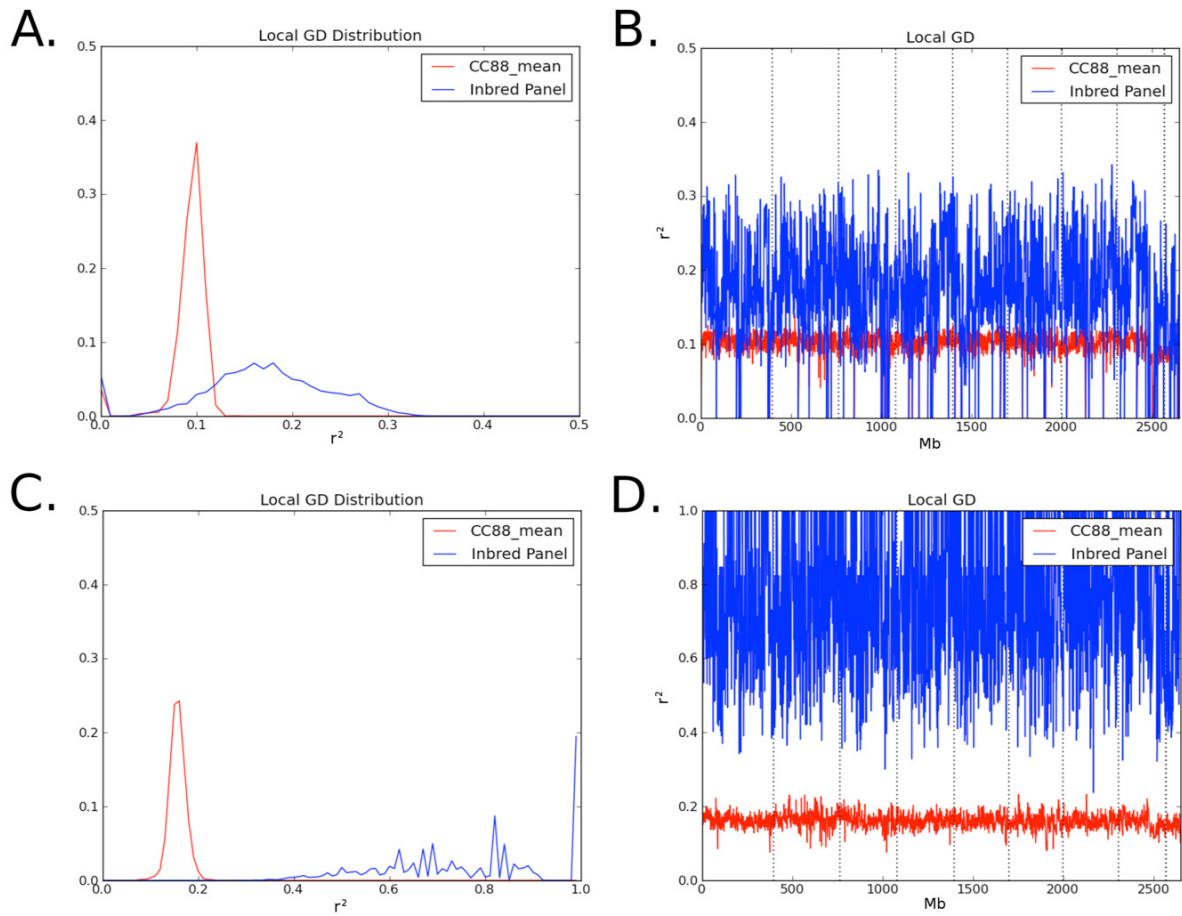 A.
Local GD Distribution
0.5
0.4
0.3
0.2
0.1
0.0
CC88_mean
Inbred Panel
0.0 0.1 0.2 0.3 0.4 0.5
r²
B.
Local GD
0.5
0.4
0.3
0.2
0.1
0.0
r²
CC88_mean
Inbred Panel
0 500 1000 1500 2000 2500
Mb
C.
Local GD Distribution
0.5
0.4
0.3
0.2
0.1
0.0
CC88_mean
Inbred Panel
0.0 0.2 0.4 0.6 0.8 1.0
r²
D.
Local GD
1.0
0.8
0.6
0.4
0.2
0.0
r²
CC88_mean
Inbred Panel
0 500 1000 1500 2000 2500
Mb